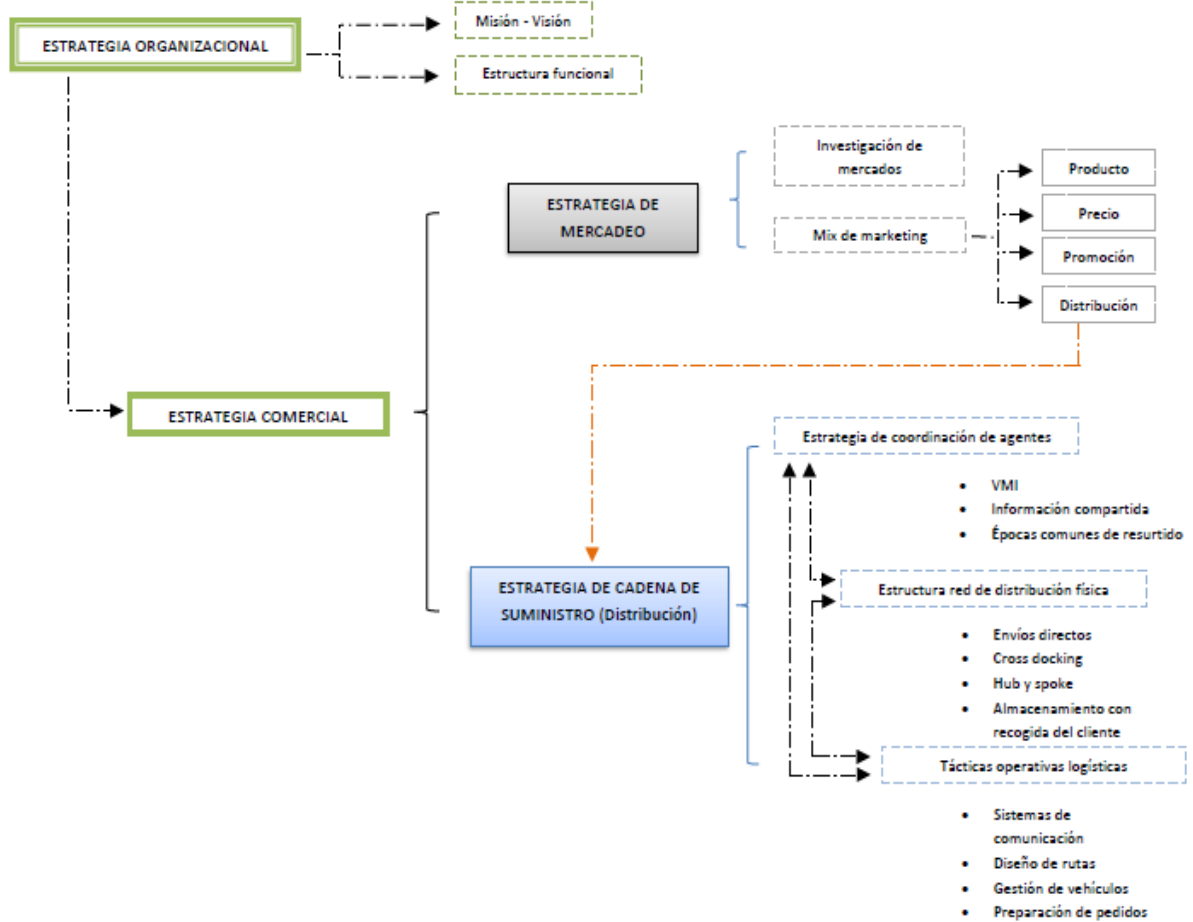 ESTRATEGIA ORGANIZACIONAL
Misión - Visión
Estructura funcional
ESTRATEGIA DE
MERCADEO
Investigación de
mercados
Mix de marketing
Producto
Precio
Promoción
Distribución
ESTRATEGIA COMERCIAL
ESTRATEGIA DE CADENA DE
SUMINISTRO (Distribución)
Estrategia de coordinación de agentes
• VMI
• Información compartida
• Épocas comunes de resurtido
Estructura red de distribución física
• Envíos directos
• Cross docking
• Hub y spoke
• Almacenamiento con
recogida del cliente
Tácticas operativas logísticas
• Sistemas de
comunicación
• Diseño de rutas
• Gestión de vehículos
• Preparación de pedidos